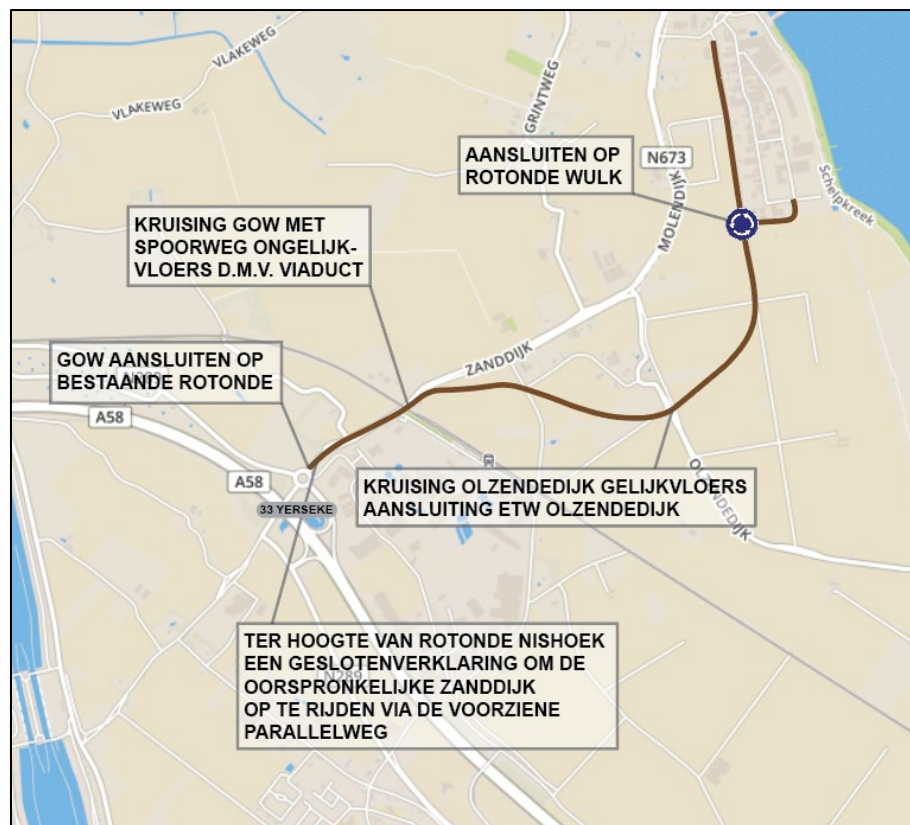 VLAKEWEG
VLAKEWEG
GRINTWEG
N673
MOLENDIJK
Schelpkreek
AANSLUITEN OP
ROTONDE WULK
KRUISING GOW MET
SPOORWEG ONGELIJK-
VLOERS D.M.V. VIADUCT
ZANDDIJK
GOW AANSLUITEN OP
BESTAANDE ROTONDE
N289
A58
A58
33 YERSEKE
KRUISING OLZENDEDIJK GELIJKVLOERS
AANSLUITING ETW OLZENDEDIJK
OLZENDEDIJK
TER HOOGTE VAN ROTONDE NISHOEK
EEN GESLOTENVERKLARING OM DE
OORSPRONKELIJKE ZANDDIJK
OP TE RIJDEN VIA DE VOORZIENE
PARALLELWEG
N289